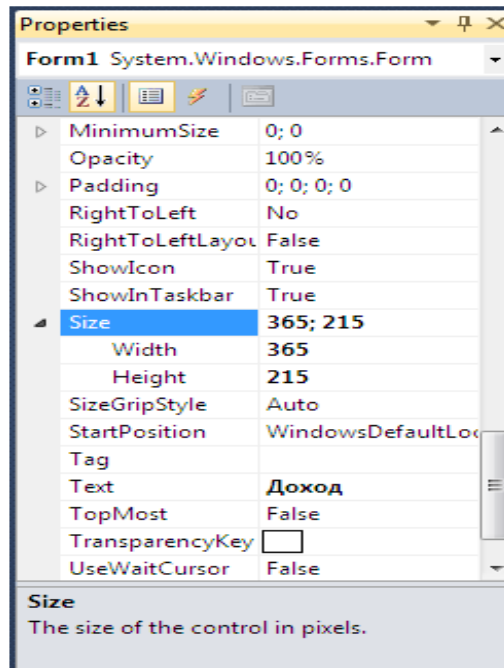 Properties
Form1 System.Windows.Forms.Form
MinimumSize 0; 0
Opacity 100%
Padding 0; 0; 0; 0
RightToLeft No
RightToLeftLayou False
ShowIcon True
ShowInTaskbar True
Size 365; 215
Width 365
Height 215
SizeGripStyle Auto
StartPosition WindowsDefaultLoc
Tag
Text Доход
TopMost False
TransparencyKey
UseWaitCursor False
Size
The size of the control in pixels.